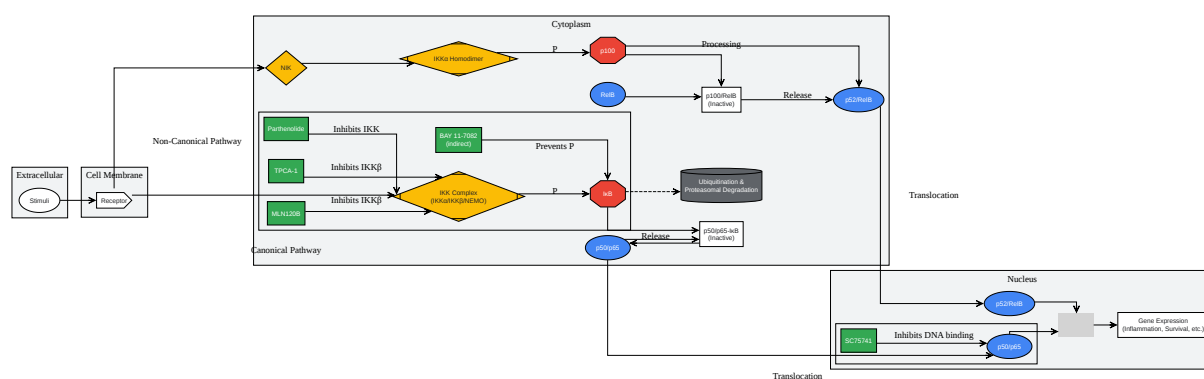 Cytoplasm
NIK
IKKα Homodimer
P
p100
Processing
RelB
p100/RelB
(Inactive)
Release
p52/RelB
Non-Canonical Pathway
Parthenolide
Inhibits IKK
BAY 11-7082
(indirect)
Prevents P
TPCA-1
Inhibits IKKβ
MLN120B
Inhibits IKKβ
IKK Complex
(IKKα/IKKβ/NEMO)
P
IκB
Ubiquitination &
Proteasomal Degradation
Extracellular
Stimuli
Cell Membrane
Receptor
Translocation
p50/p65-IκB
(Inactive)
Release
p50/p65
Canonical Pathway
Nucleus
p52/RelB
SC75741
Inhibits DNA binding
p50/p65
Gene Expression
(Inflammation, Survival, etc.)
Translocation